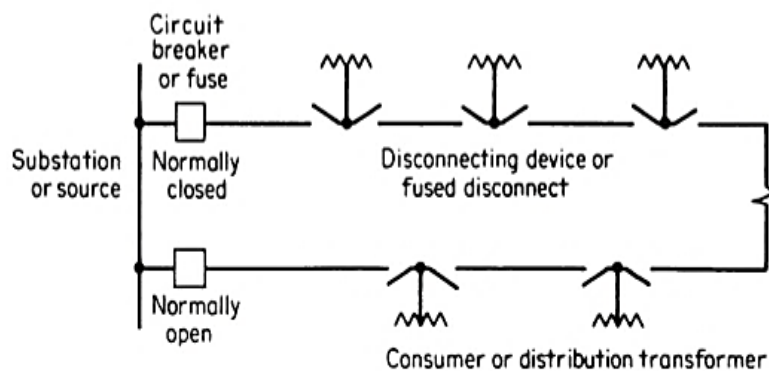 Circuit
breaker
or fuse
Substation
or source
Normally
closed
Disconnecting device or
fused disconnect
Normally
open
Consumer or distribution transformer